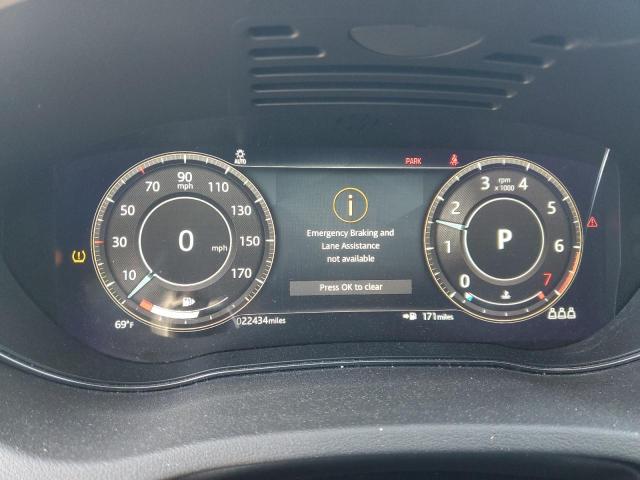 AUTO
PARK
90
mph
70 110
50 130
30 150
10 170
0 mph
Emergency Braking and
Lane Assistance
not available
Press OK to clear
rpm
x 1000
3 4
2 5
1 6
0 7
P
69°F
022434miles
171miles